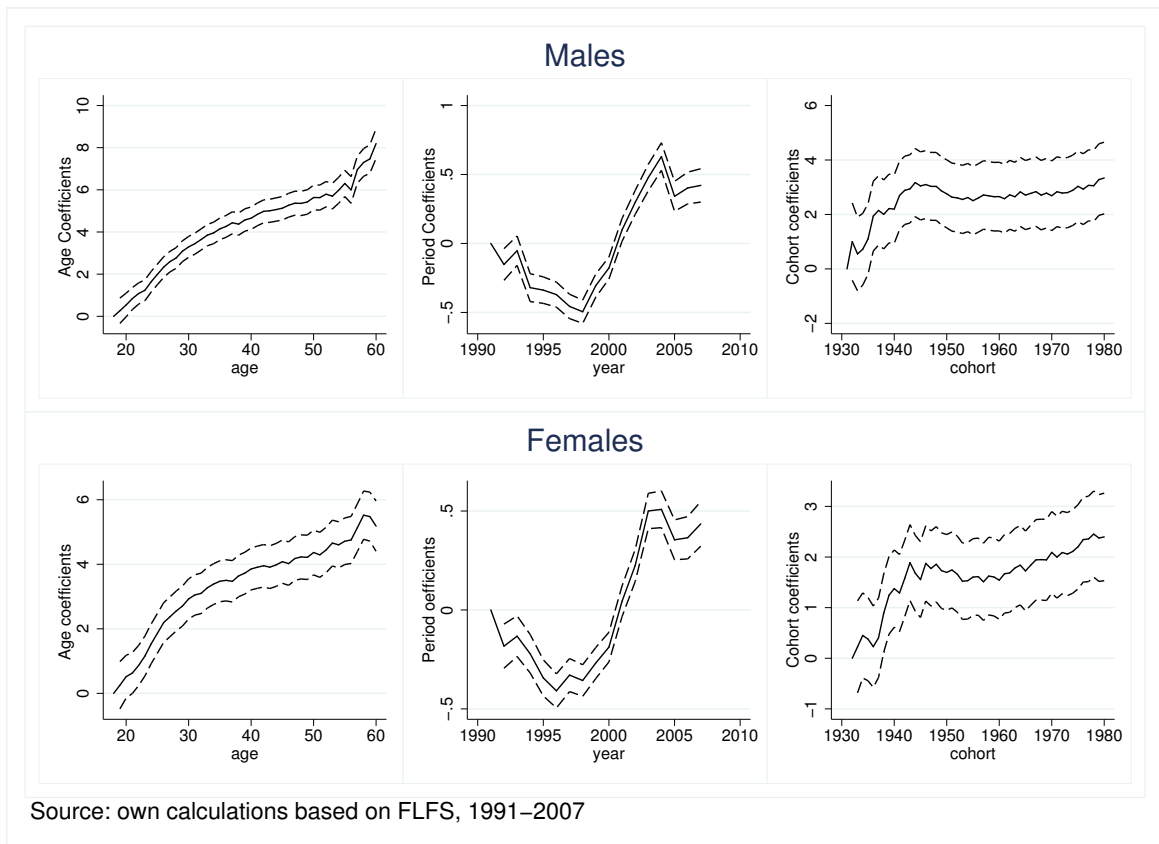 Males
Age Coefficients
0 2 4 6 8 10
20 30 40 50 60
age
Period Coefficients
−.5 0 .5 1
1990 1995 2000 2005 2010
year
Cohort coefficients
−2 0 2 4 6
1930 1940 1950 1960 1970 1980
cohort
Females
Age coefficients
0 2 4 6
20 30 40 50 60
age
Period oefficients
−.5 0 .5
1990 1995 2000 2005 2010
year
Cohort coefficients
−1 0 1 2 3
1930 1940 1950 1960 1970 1980
cohort
Source: own calculations based on FLFS, 1991−2007